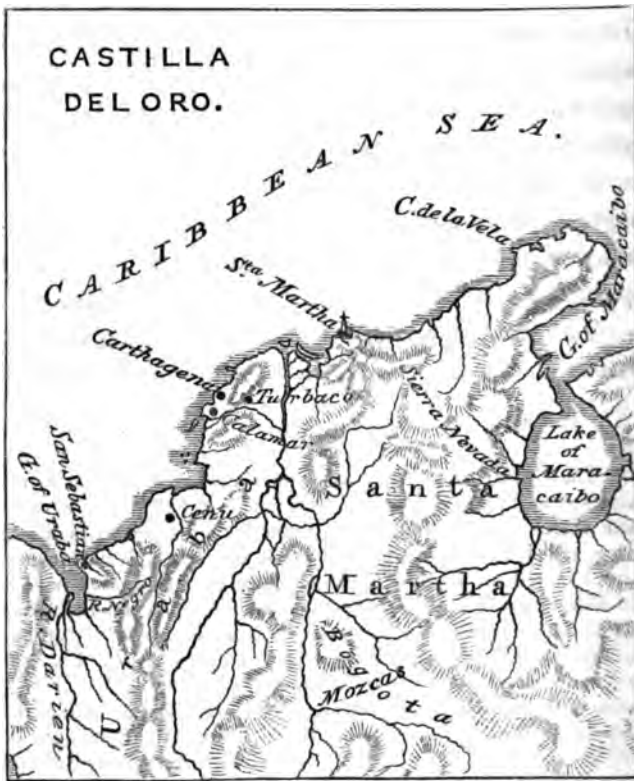 CASTILLA
DEL ORO.
CARIBBEAN SEA.
C. de la Vela
G. of Maracaibo
Sta. Martha
Carthagena
Turbaco
Calamar
Sierra Nevada
Lake
of
Mara-
caibo
San Sebastian
G. of Uraba
Cenu
Santa
Martha
R. Negro
Uraba
R. Darien
Bogota
Mozcas